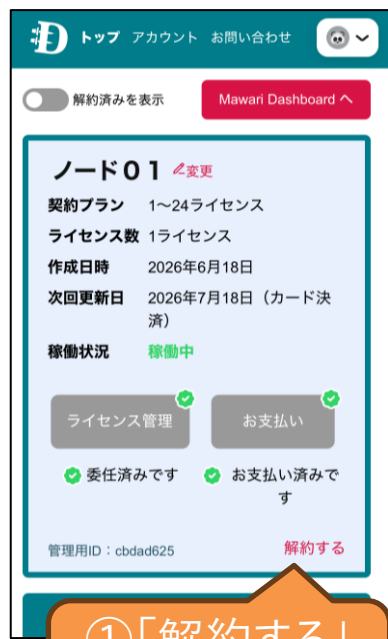 トップ アカウント お問い合わせ
解約済みを表示
Mawari Dashboard へ
ノード０１ 変更
契約プラン 1〜24ライセンス
ライセンス数 1ライセンス
作成日時 2026年6月18日
次回更新日 2026年7月18日（カード決
済）
稼働状況 稼働中
ライセンス管理 お支払い
委任済みです お支払い済みで
す
管理用ID：cbdad625 解約する
①「解約する」